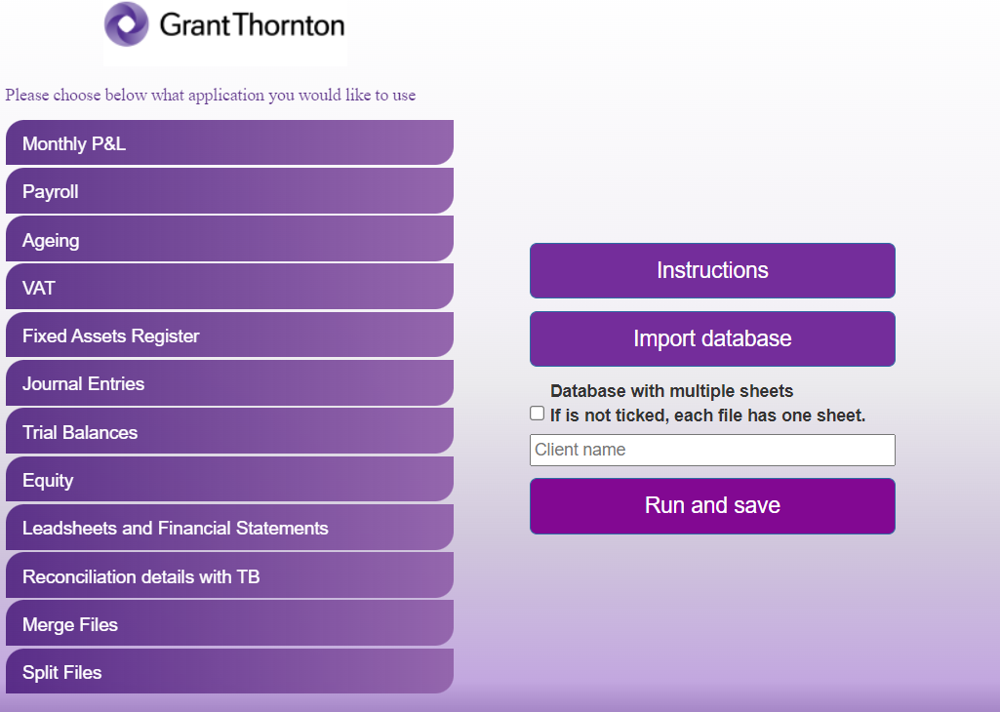 Grant Thornton
Please choose below what application you would like to use
Monthly P&L
Payroll
Ageing
VAT
Fixed Assets Register
Journal Entries
Trial Balances
Equity
Leadsheets and Financial Statements
Reconciliation details with TB
Merge Files
Split Files
Instructions
Import database
Database with multiple sheets
If is not ticked, each file has one sheet.
Client name
Run and save